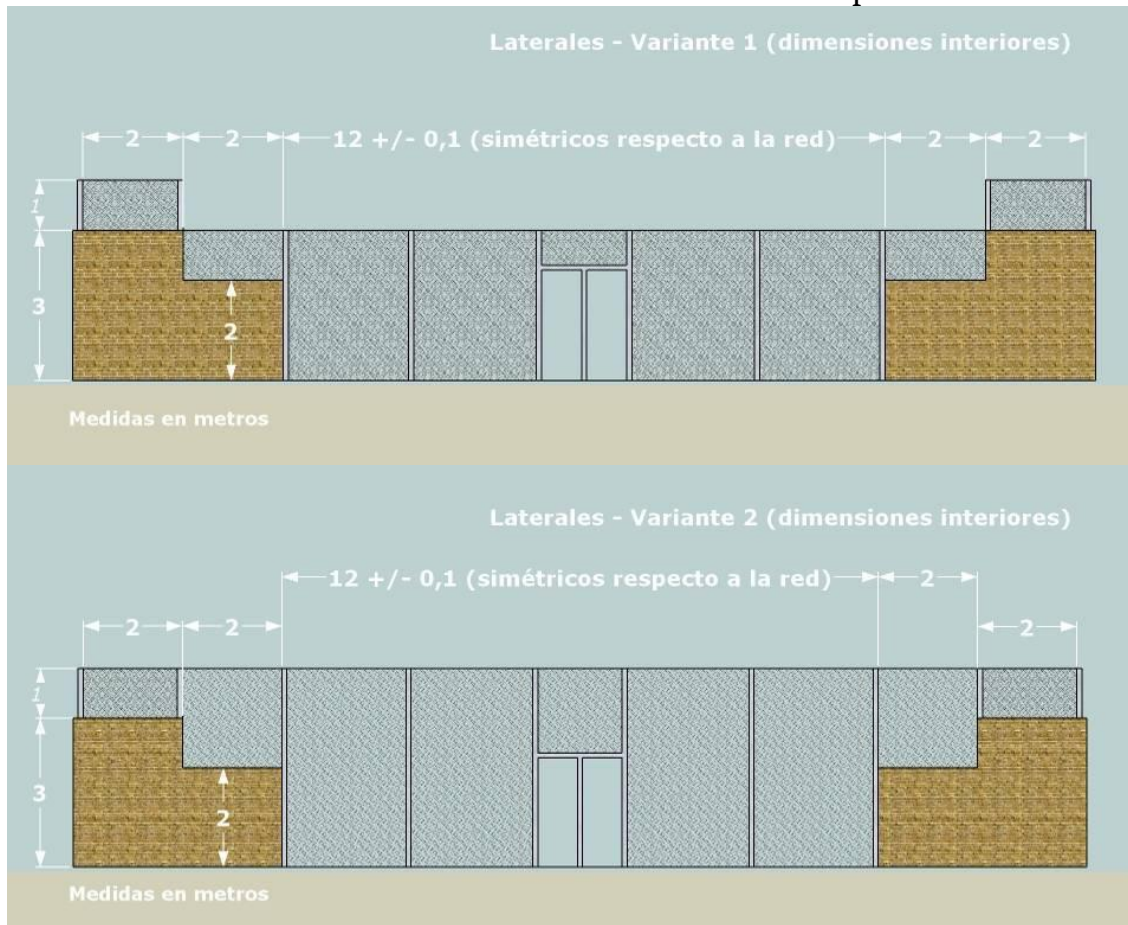 Laterales - Variante 1 (dimensiones interiores)
2 2 12 +/- 0,1 (simétricos respecto a la red) 2 2
1
3
2
Medidas en metros
Laterales - Variante 2 (dimensiones interiores)
12 +/- 0,1 (simétricos respecto a la red) 2
2 2 2
1
3
2
Medidas en metros